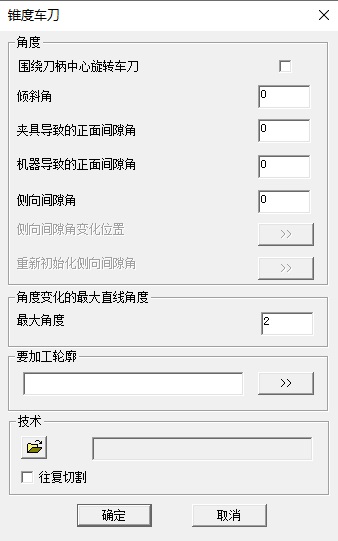 锥度车刀
角度
围绕刀柄中心旋转车刀
倾斜角 0
夹具导致的正面间隙角 0
机器导致的正面间隙角 0
侧向间隙角 0
侧向间隙角变化位置 >>
重新初始化侧向间隙角 >>
角度变化的最大直线角度
最大角度 2
要加工轮廓
>>
技术
往复切割
确定 取消